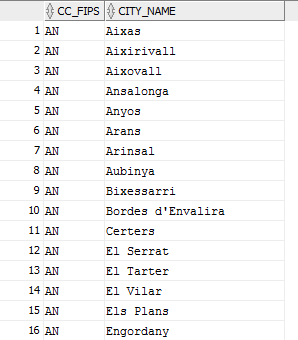 CC_FIPS CITY_NAME
1 AN Aixas
2 AN Aixirivall
3 AN Aixovall
4 AN Ansalonga
5 AN Anyos
6 AN Arans
7 AN Arinsal
8 AN Aubinya
9 AN Bixessarri
10 AN Bordes d'Envalira
11 AN Certers
12 AN El Serrat
13 AN El Tarter
14 AN El Vilar
15 AN Els Plans
16 AN Engordany